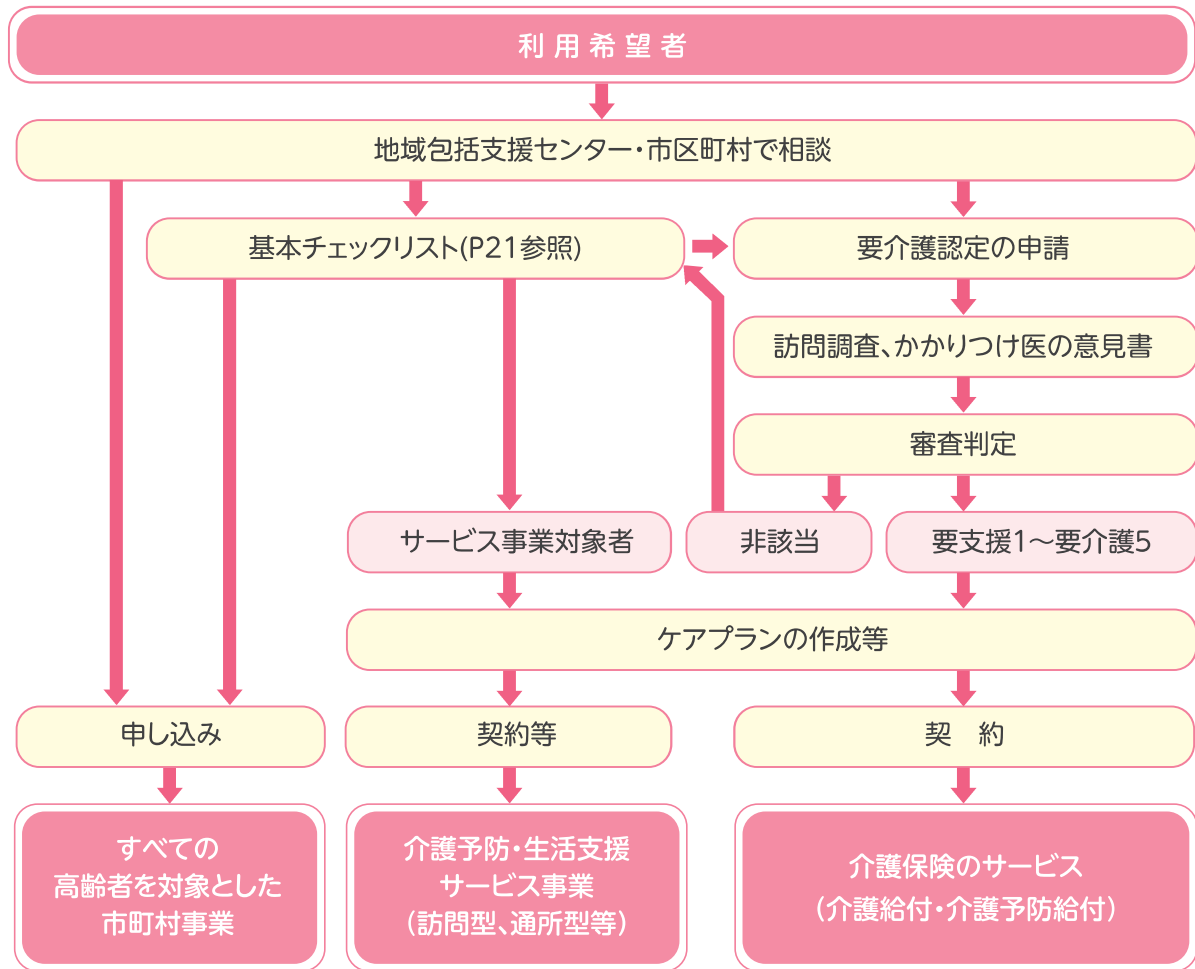 利用希望者
地域包括支援センター・市区町村で相談
基本チェックリスト(P21参照)
要介護認定の申請
訪問調査、かかりつけ医の意見書
審査判定
サービス事業対象者
非該当
要支援1〜要介護5
ケアプランの作成等
申し込み
契約等
契　約
すべての
高齢者を対象とした
市町村事業
介護予防・生活支援
サービス事業
(訪問型、通所型等)
介護保険のサービス
(介護給付・介護予防給付)